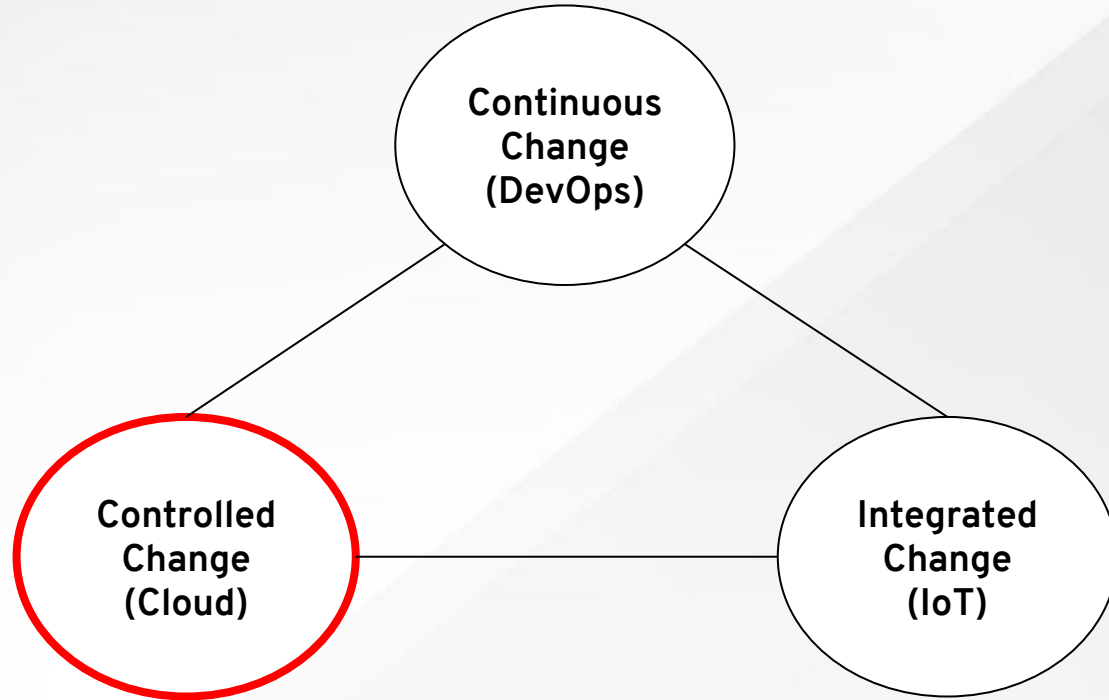 Continuous
Change
(DevOps)
Controlled
Change
(Cloud)
Integrated
Change
(IoT)